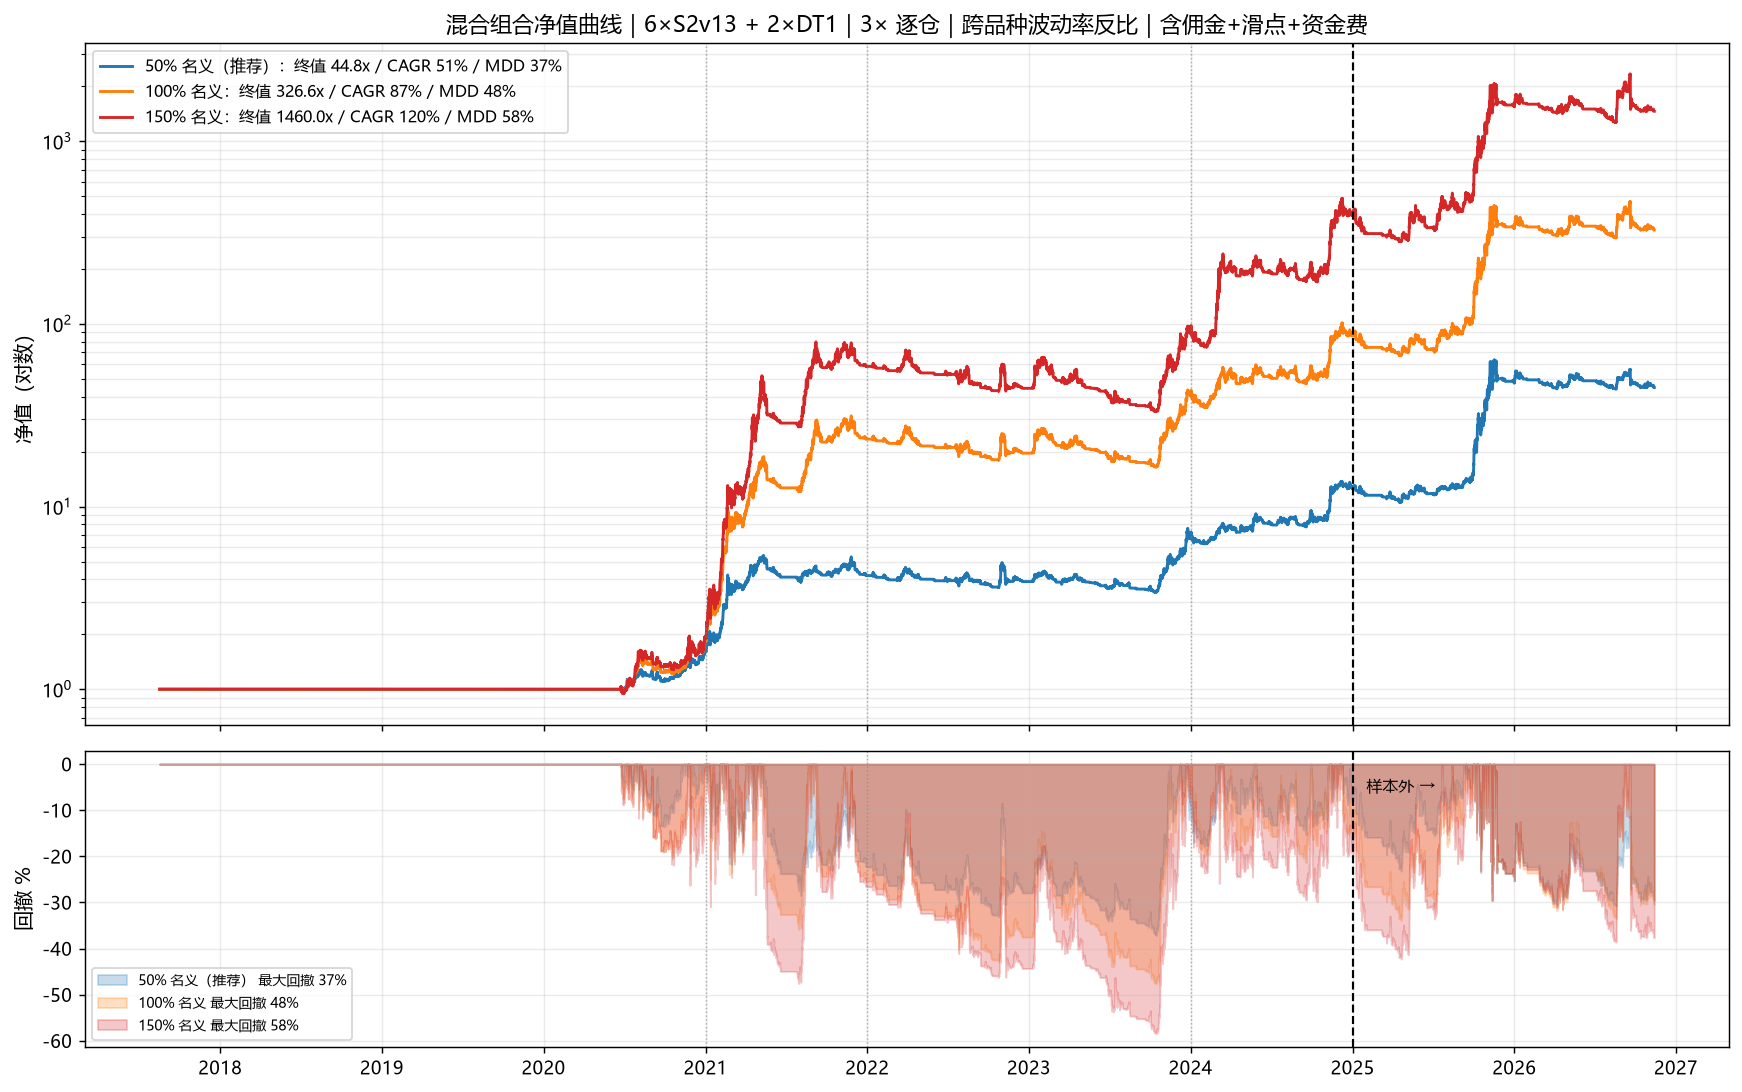 混合组合净值曲线 | 6×S2v13 + 2×DT1 | 3× 逐仓 | 跨品种波动率反比 | 含佣金+滑点+资金费
50% 名义（推荐）：终值 44.8x / CAGR 51% / MDD 37%
100% 名义：终值 326.6x / CAGR 87% / MDD 48%
150% 名义：终值 1460.0x / CAGR 120% / MDD 58%
净值（对数）
10³
10²
10¹
10⁰
样本外 →
回撤 %
0
-10
-20
-30
-40
-50
-60
50% 名义（推荐） 最大回撤 37%
100% 名义 最大回撤 48%
150% 名义 最大回撤 58%
2018 2019 2020 2021 2022 2023 2024 2025 2026 2027